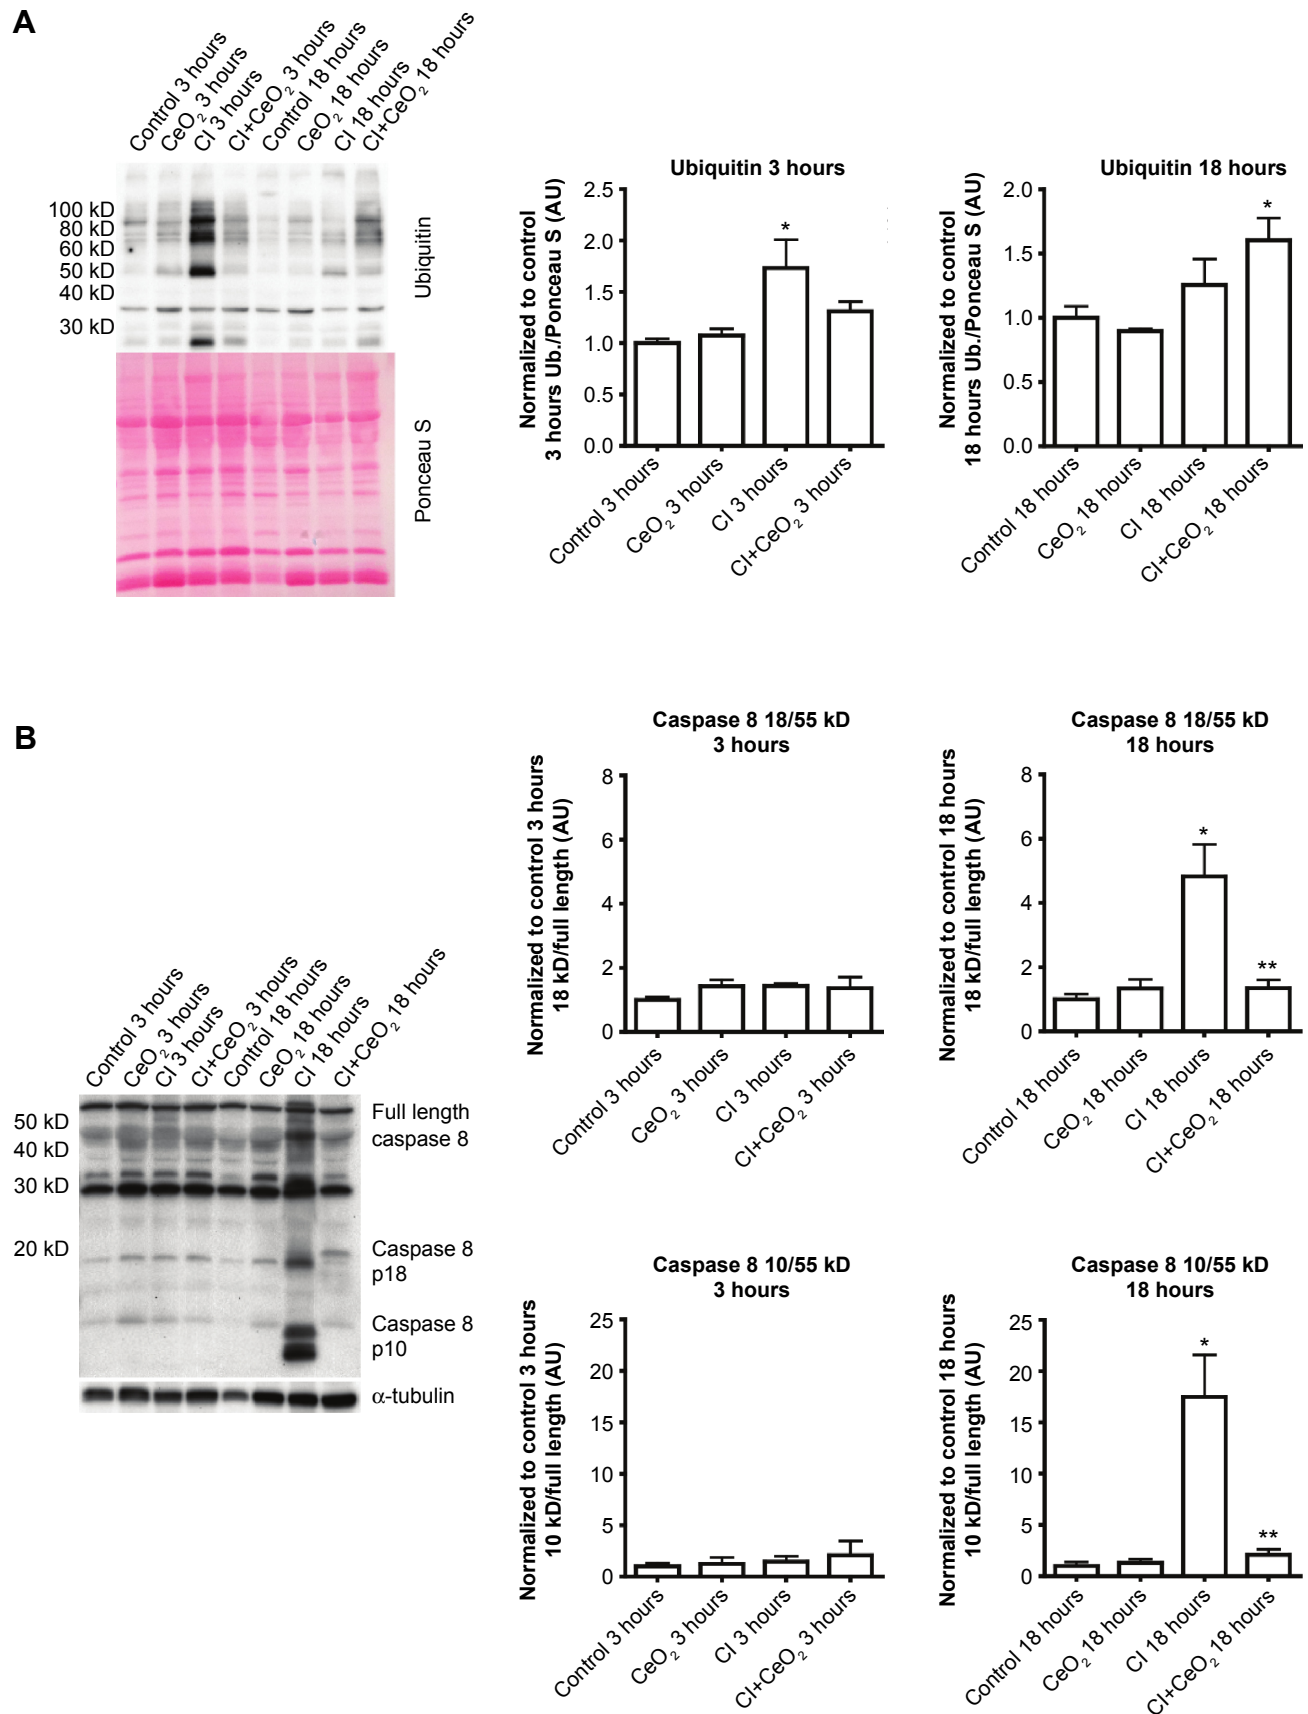 A
Control 3 hours
CeO2 3 hours
CI 3 hours
CI+CeO2 3 hours
Control 18 hours
CeO2 18 hours
CI 18 hours
CI+CeO2 18 hours
100 kD
80 kD
60 kD
50 kD
40 kD
30 kD
Ubiquitin
Ponceau S
Ubiquitin 3 hours
Normalized to control
3 hours Ub./Ponceau S (AU)
2.5
2.0
1.5
1.0
0.5
0.0
*
Control 3 hours
CeO2 3 hours
CI 3 hours
CI+CeO2 3 hours
Ubiquitin 18 hours
Normalized to control
18 hours Ub./Ponceau S (AU)
2.0
1.5
1.0
0.5
0.0
*
Control 18 hours
CeO2 18 hours
CI 18 hours
CI+CeO2 18 hours
B
Control 3 hours
CeO2 3 hours
CI 3 hours
CI+CeO2 3 hours
Control 18 hours
CeO2 18 hours
CI 18 hours
CI+CeO2 18 hours
50 kD
40 kD
30 kD
20 kD
Full length
caspase 8
Caspase 8
p18
Caspase 8
p10
α-tubulin
Caspase 8 18/55 kD
3 hours
Normalized to control 3 hours
18 kD/full length (AU)
8
6
4
2
0
Control 3 hours
CeO2 3 hours
CI 3 hours
CI+CeO2 3 hours
Caspase 8 18/55 kD
18 hours
Normalized to control 18 hours
18 kD/full length (AU)
8
6
4
2
0
*
**
Control 18 hours
CeO2 18 hours
CI 18 hours
CI+CeO2 18 hours
Caspase 8 10/55 kD
3 hours
Normalized to control 3 hours
10 kD/full length (AU)
25
20
15
10
5
0
Control 3 hours
CeO2 3 hours
CI 3 hours
CI+CeO2 3 hours
Caspase 8 10/55 kD
18 hours
Normalized to control 18 hours
10 kD/full length (AU)
25
20
15
10
5
0
*
**
Control 18 hours
CeO2 18 hours
CI 18 hours
CI+CeO2 18 hours